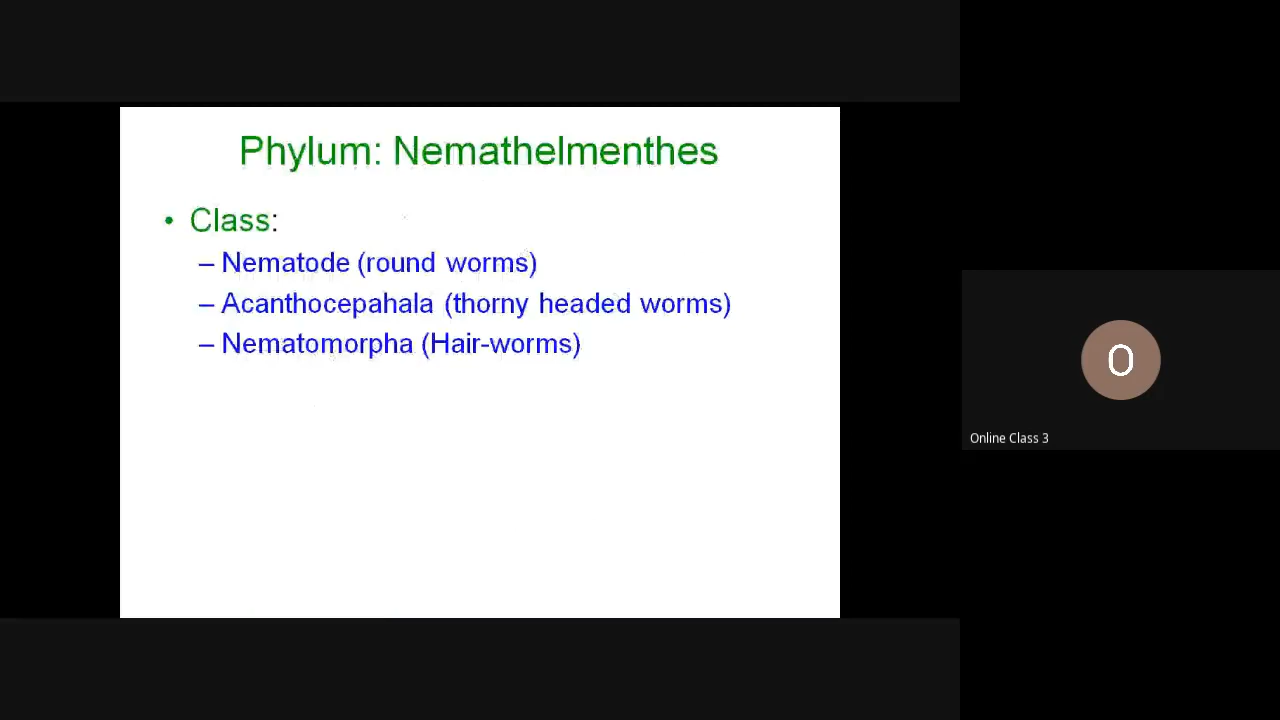 Phylum: Nemathelmenthes
• Class:
– Nematode (round worms)
– Acanthocepahala (thorny headed worms)
– Nematomorpha (Hair-worms)
O
Online Class 3